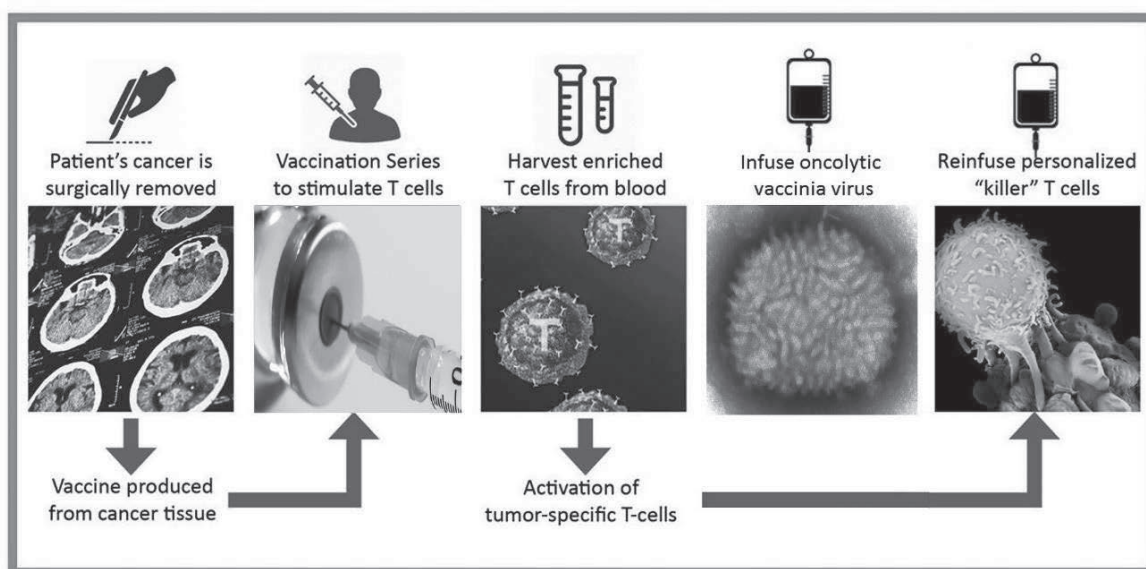 Patient's cancer is
surgically removed
Vaccination Series
to stimulate T cells
Harvest enriched
T cells from blood
Infuse oncolytic
vaccinia virus
Reinfuse personalized
“killer” T cells
T
T
Vaccine produced
from cancer tissue
Activation of
tumor-specific T-cells